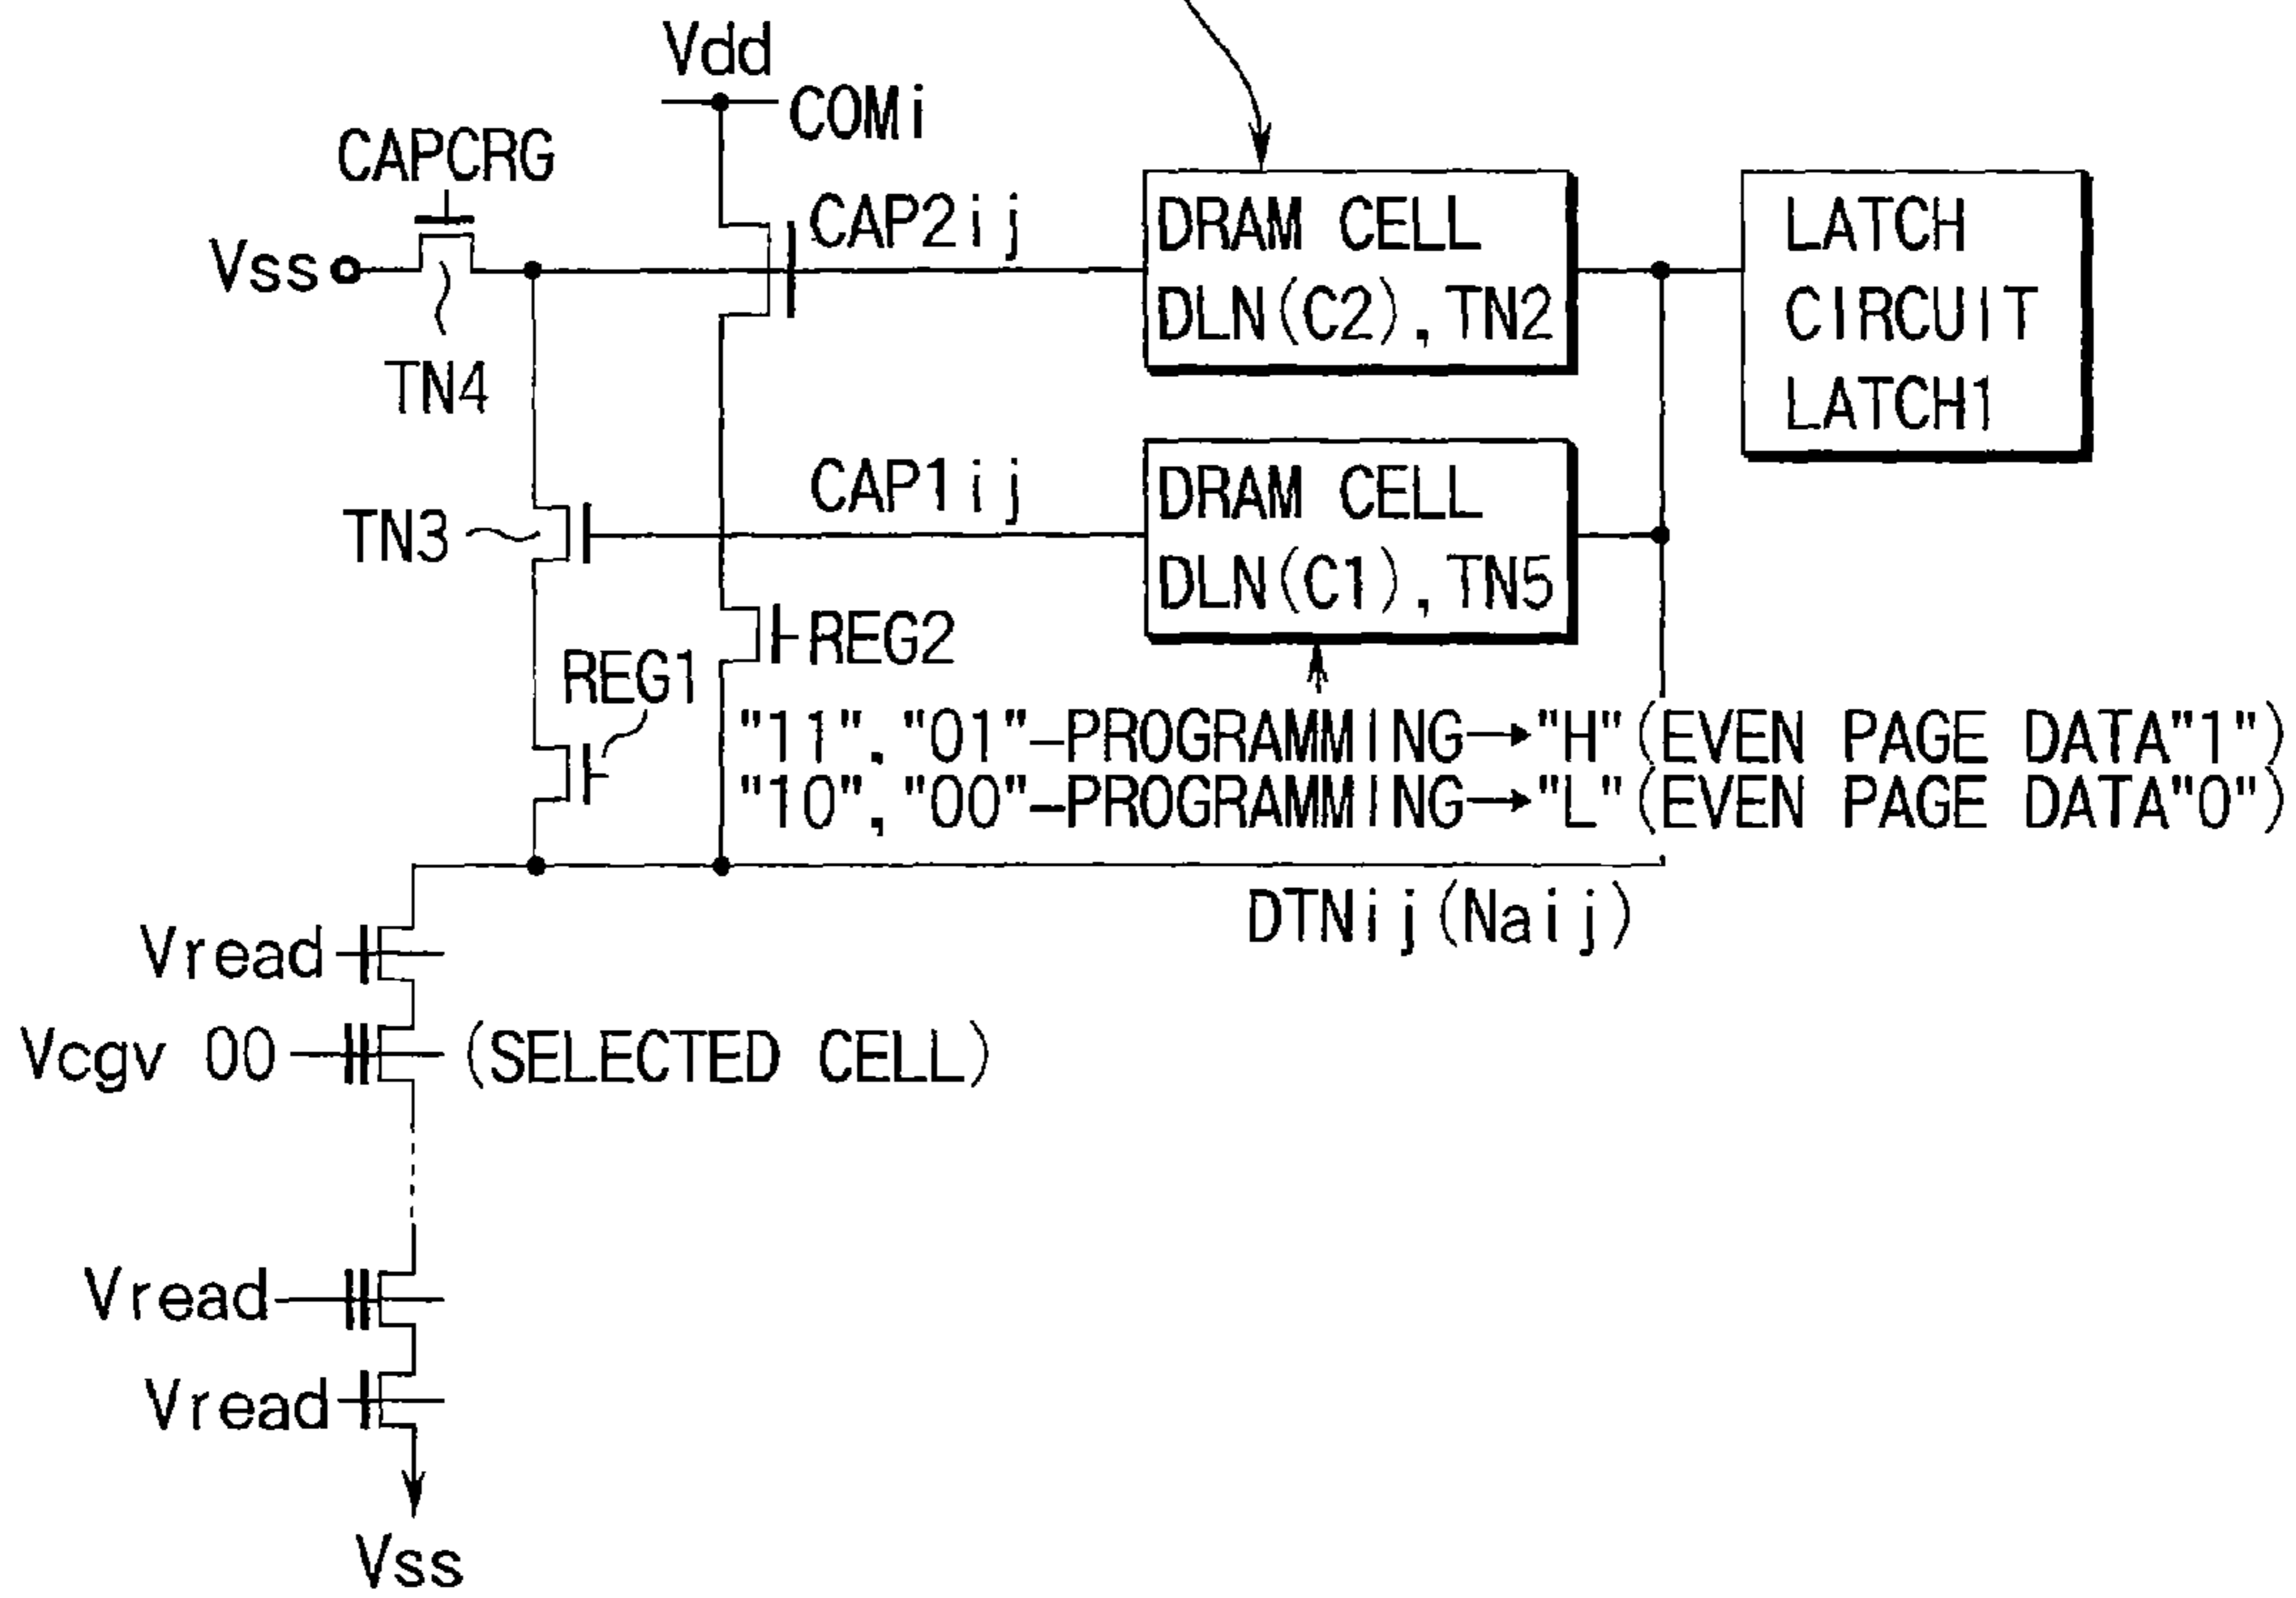 Vdd
COMi
CAPCRG
CAP2ij
Vss
TN4
DRAM CELL
DLN(C2), TN2
LATCH
CIRCUIT
LATCH1
CAP1ij
TN3
DRAM CELL
DLN(C1), TN5
REG2
REG1
"11", "01"-PROGRAMMING→"H"(EVEN PAGE DATA"1")
"10", "00"-PROGRAMMING→"L"(EVEN PAGE DATA"0")
DTNij(Naij)
Vread
Vcgv 00
(SELECTED CELL)
Vread
Vread
Vss